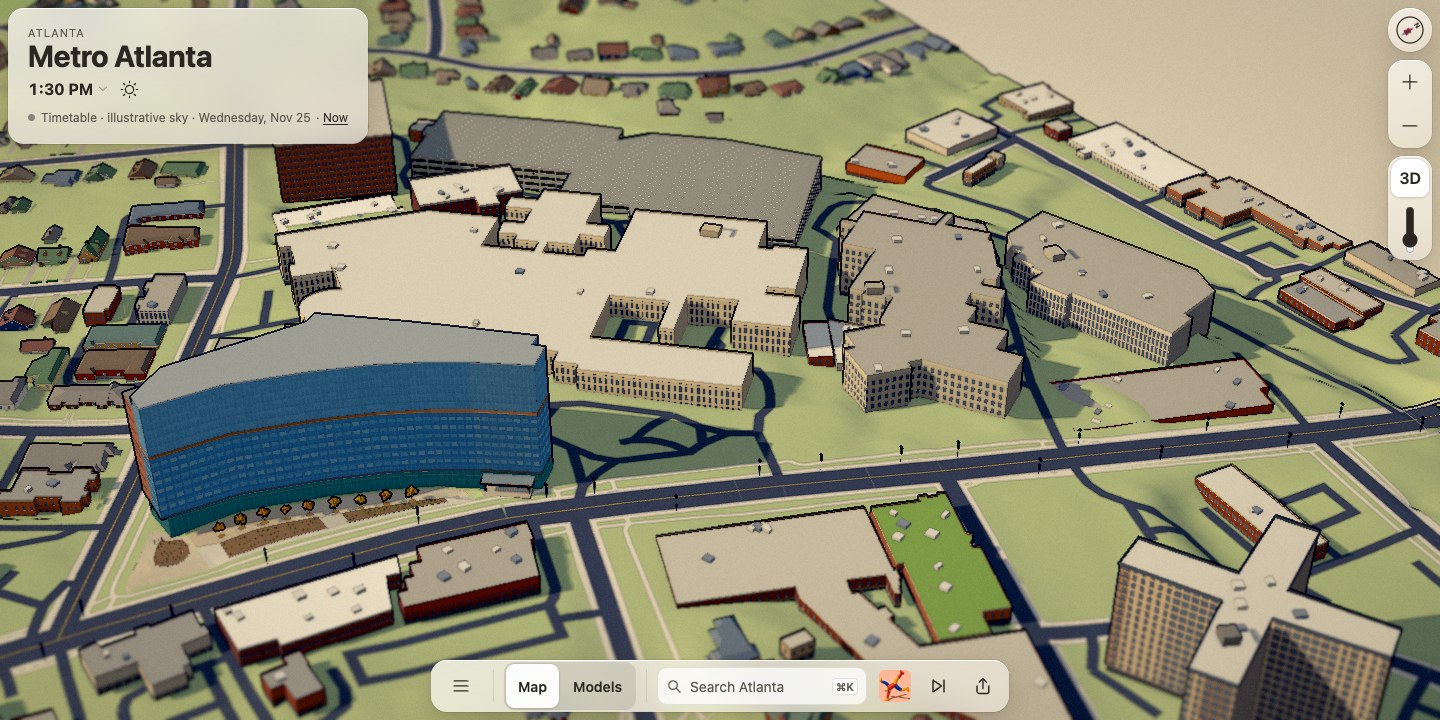 ATLANTA
Metro Atlanta
1:30 PM
Timetable · illustrative sky · Wednesday, Nov 25 · Now
N
3D
Map
Models
Search Atlanta
⌘K